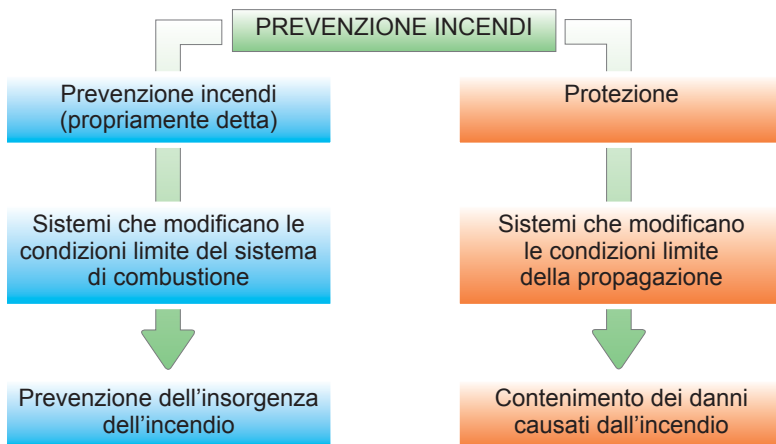 PREVENZIONE INCENDI
Prevenzione incendi
(propriamente detta)
Protezione
Sistemi che modificano le
condizioni limite del sistema
di combustione
Sistemi che modificano
le condizioni limite
della propagazione
Prevenzione dell’insorgenza
dell’incendio
Contenimento dei danni
causati dall’incendio